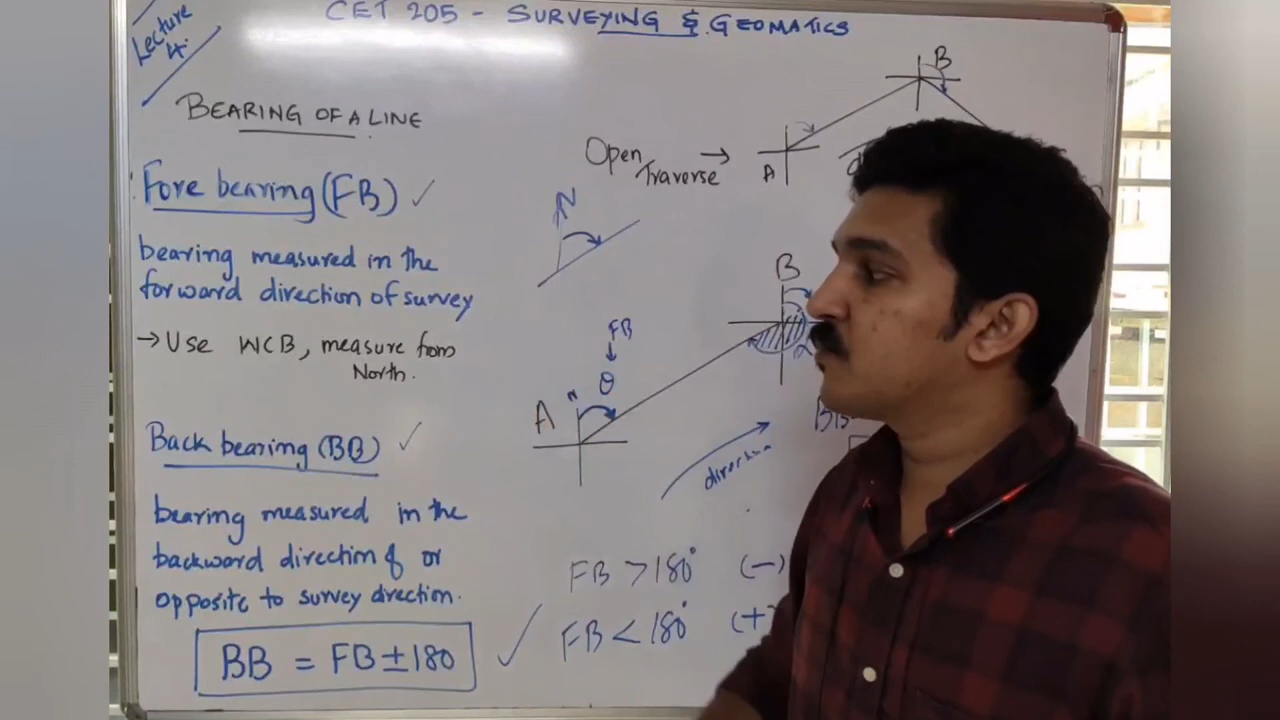 Lecture
4.
CET 205 - SURVEYING & GEOMATICS
BEARING OF A LINE
Fore bearing (FB) ✓
bearing measured in the
forward direction of survey
→ Use WCB, measure from
North.
Back bearing (BB) ✓
bearing measured in the
backward direction of or
opposite to survey direction.
BB = FB ± 180
Open
Traverse →
A
B
N
FB
↓
θ
N
A
B
direction
FB > 180° (−)
✓ FB < 180° (+)